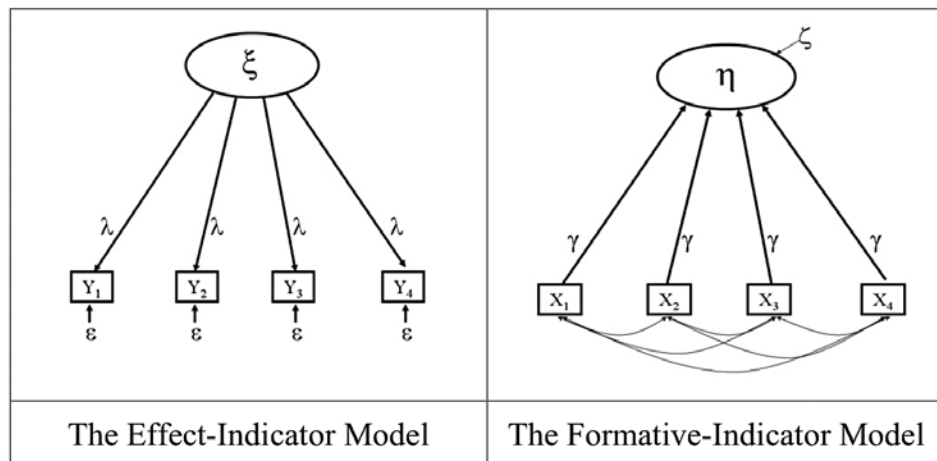 ξ
λ λ λ λ
Y₁ Y₂ Y₃ Y₄
ε ε ε ε
The Effect-Indicator Model
ζ
η
γ γ γ γ
X₁ X₂ X₃ X₄
The Formative-Indicator Model